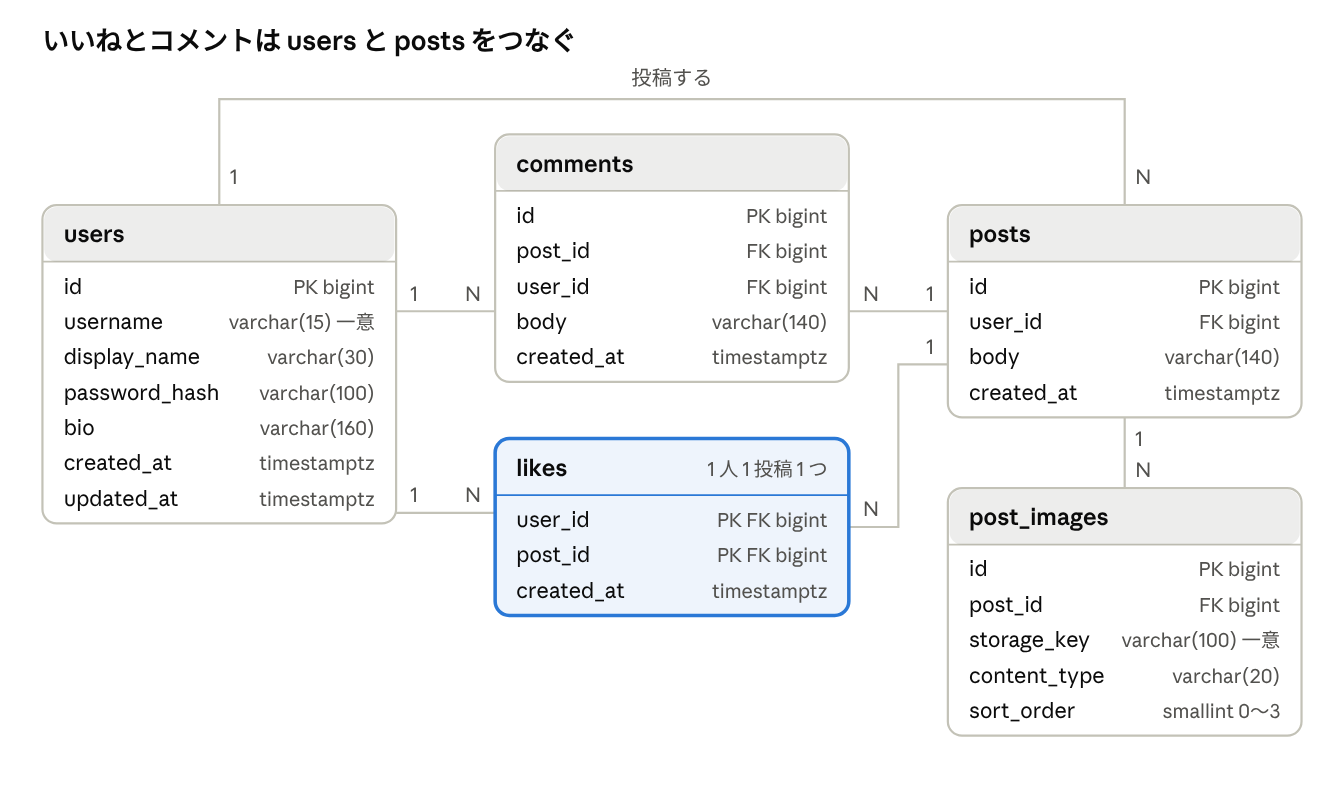 いいねとコメントは users と posts をつなぐ
投稿する
1
N
users
id PK bigint
username varchar(15) 一意
display_name varchar(30)
password_hash varchar(100)
bio varchar(160)
created_at timestamptz
updated_at timestamptz
1 N
1 N
comments
id PK bigint
post_id FK bigint
user_id FK bigint
body varchar(140)
created_at timestamptz
N 1
1
likes 1人1投稿1つ
user_id PK FK bigint
post_id PK FK bigint
created_at timestamptz
N
posts
id PK bigint
user_id FK bigint
body varchar(140)
created_at timestamptz
1
N
post_images
id PK bigint
post_id FK bigint
storage_key varchar(100) 一意
content_type varchar(20)
sort_order smallint 0〜3